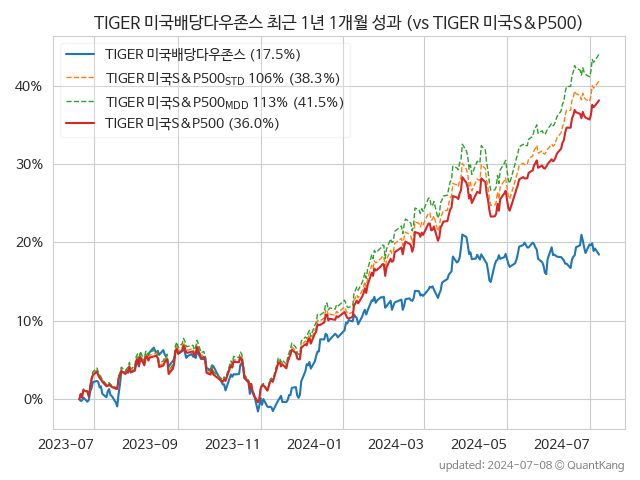 TIGER 미국배당다우존스 최근 1년 1개월 성과 (vs TIGER 미국S&P500)
TIGER 미국배당다우존스 (17.5%)
TIGER 미국S&P500STD 106% (38.3%)
TIGER 미국S&P500MDD 113% (41.5%)
TIGER 미국S&P500 (36.0%)
40%
30%
20%
10%
0%
2023-07 2023-09 2023-11 2024-01 2024-03 2024-05 2024-07
updated: 2024-07-08 © QuantKang